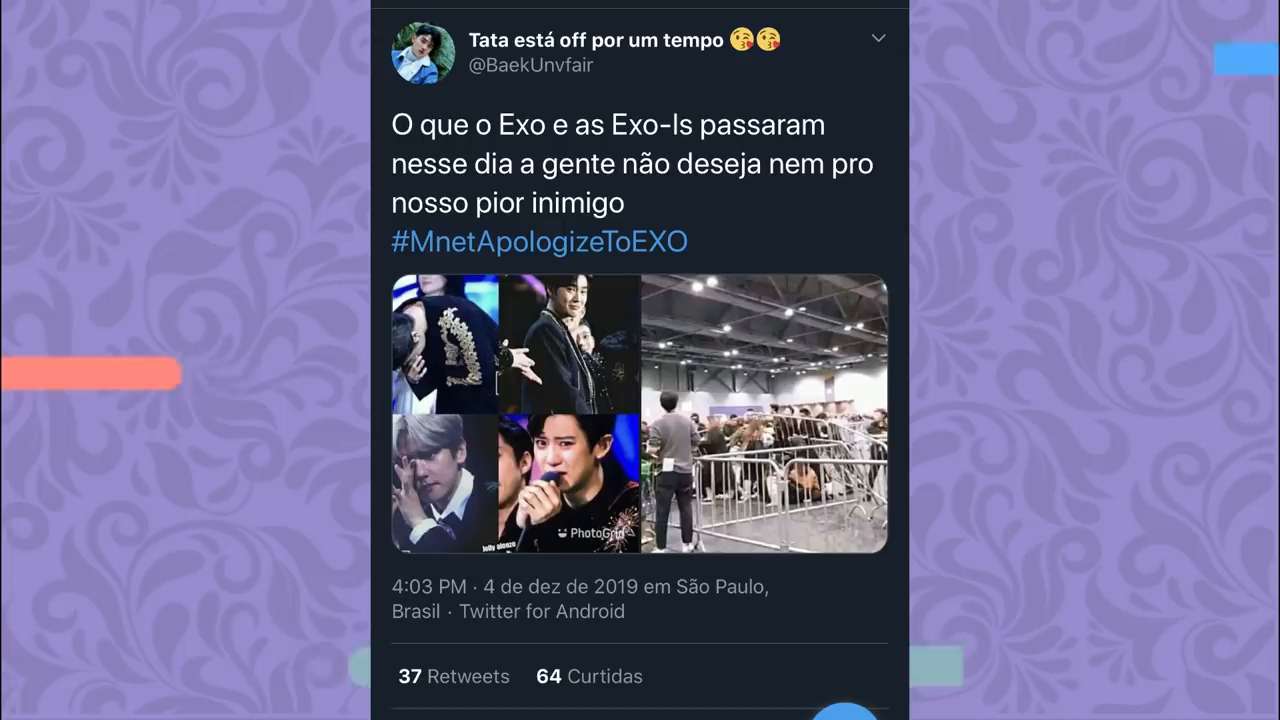 Tata está off por um tempo 😘😘
@BaekUnvfair
O que o Exo e as Exo-ls passaram
nesse dia a gente não deseja nem pro
nosso pior inimigo
#MnetApologizeToEXO
PhotoGrid
Jelly alonzo
4:03 PM · 4 de dez de 2019 em São Paulo,
Brasil · Twitter for Android
37 Retweets 64 Curtidas